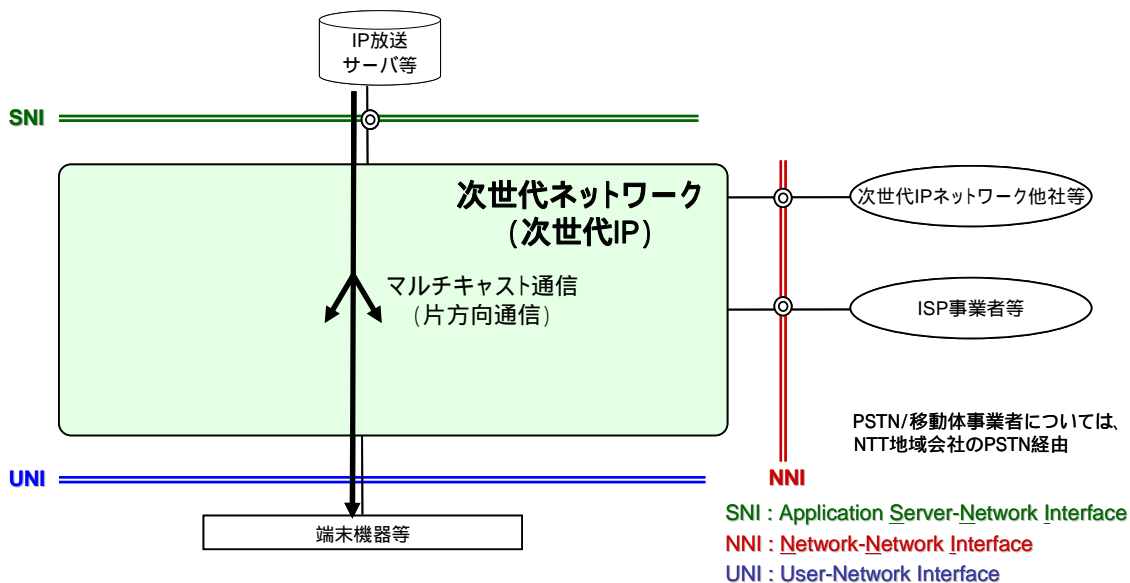 IP放送
サーバ等
SNI
次世代ネットワーク
(次世代IP)
次世代IPネットワーク他社等
マルチキャスト通信
(片方向通信)
ISP事業者等
PSTN/移動体事業者については、
NTT地域会社のPSTN経由
UNI
NNI
端末機器等
SNI : Application Server-Network Interface
NNI : Network-Network Interface
UNI : User-Network Interface